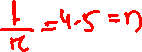 1/n = 4.5 = n